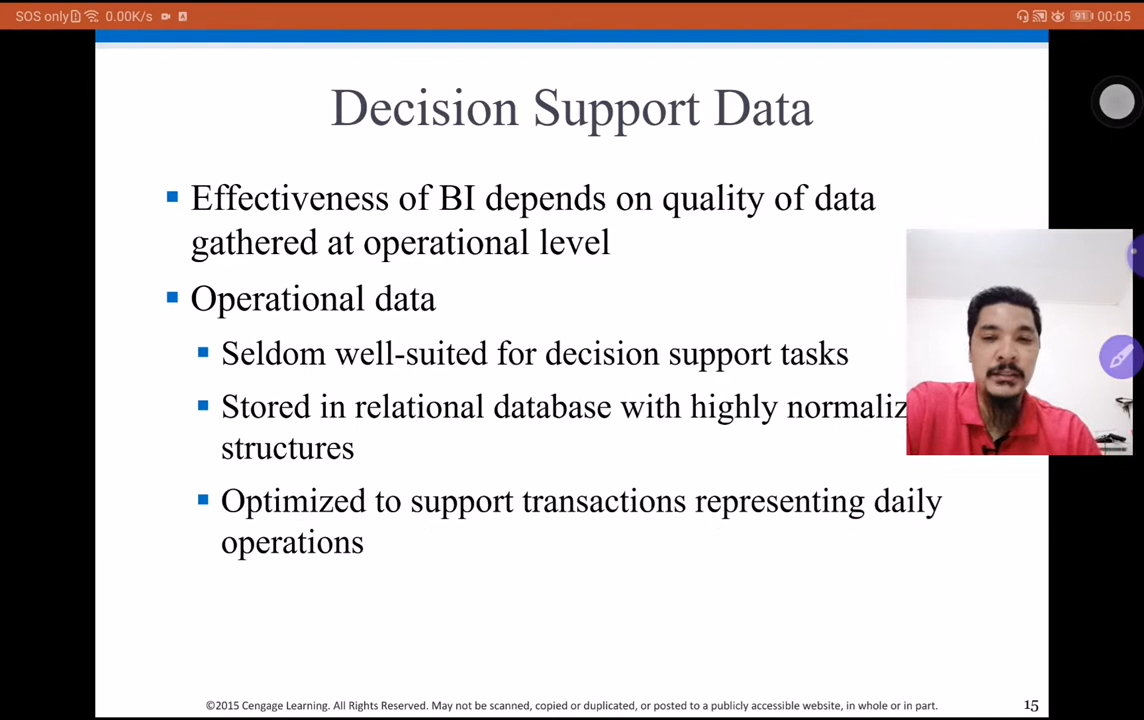 SOS only 0.00K/s 91 00:05
Decision Support Data
Effectiveness of BI depends on quality of data
gathered at operational level
Operational data
Seldom well-suited for decision support tasks
Stored in relational database with highly normaliz
structures
Optimized to support transactions representing daily
operations
©2015 Cengage Learning. All Rights Reserved. May not be scanned, copied or duplicated, or posted to a publicly accessible website, in whole or in part. 15